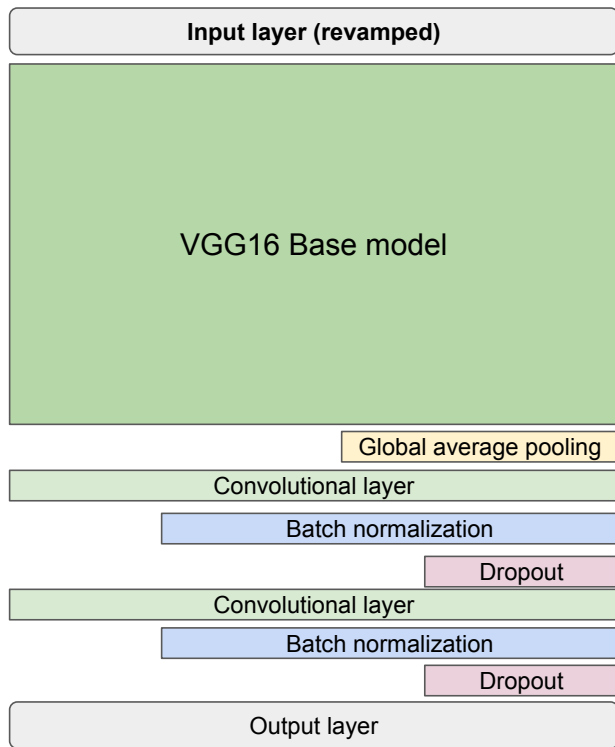 Input layer (revamped)
VGG16 Base model
Global average pooling
Convolutional layer
Batch normalization
Dropout
Convolutional layer
Batch normalization
Dropout
Output layer